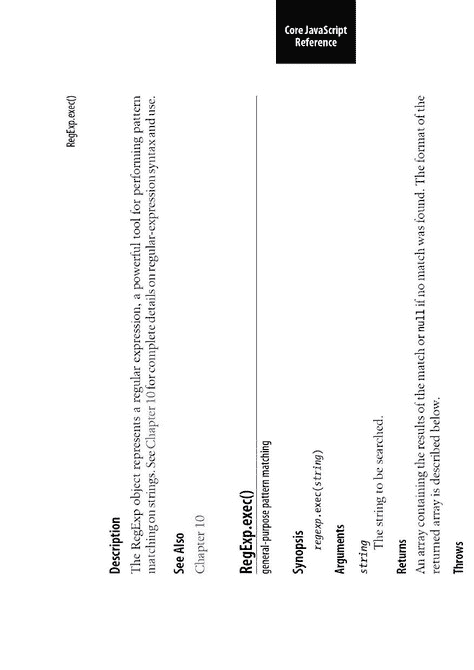 Core JavaScript
Reference
RegExp.exec()
Description
The RegExp object represents a regular expression, a powerful tool for performing pattern
matching on strings. See Chapter 10 for complete details on regular-expression syntax and use.
See Also
Chapter 10
RegExp.exec()
general-purpose pattern matching
Synopsis
regexp.exec(string)
Arguments
string
The string to be searched.
Returns
An array containing the results of the match or null if no match was found. The format of the
returned array is described below.
Throws